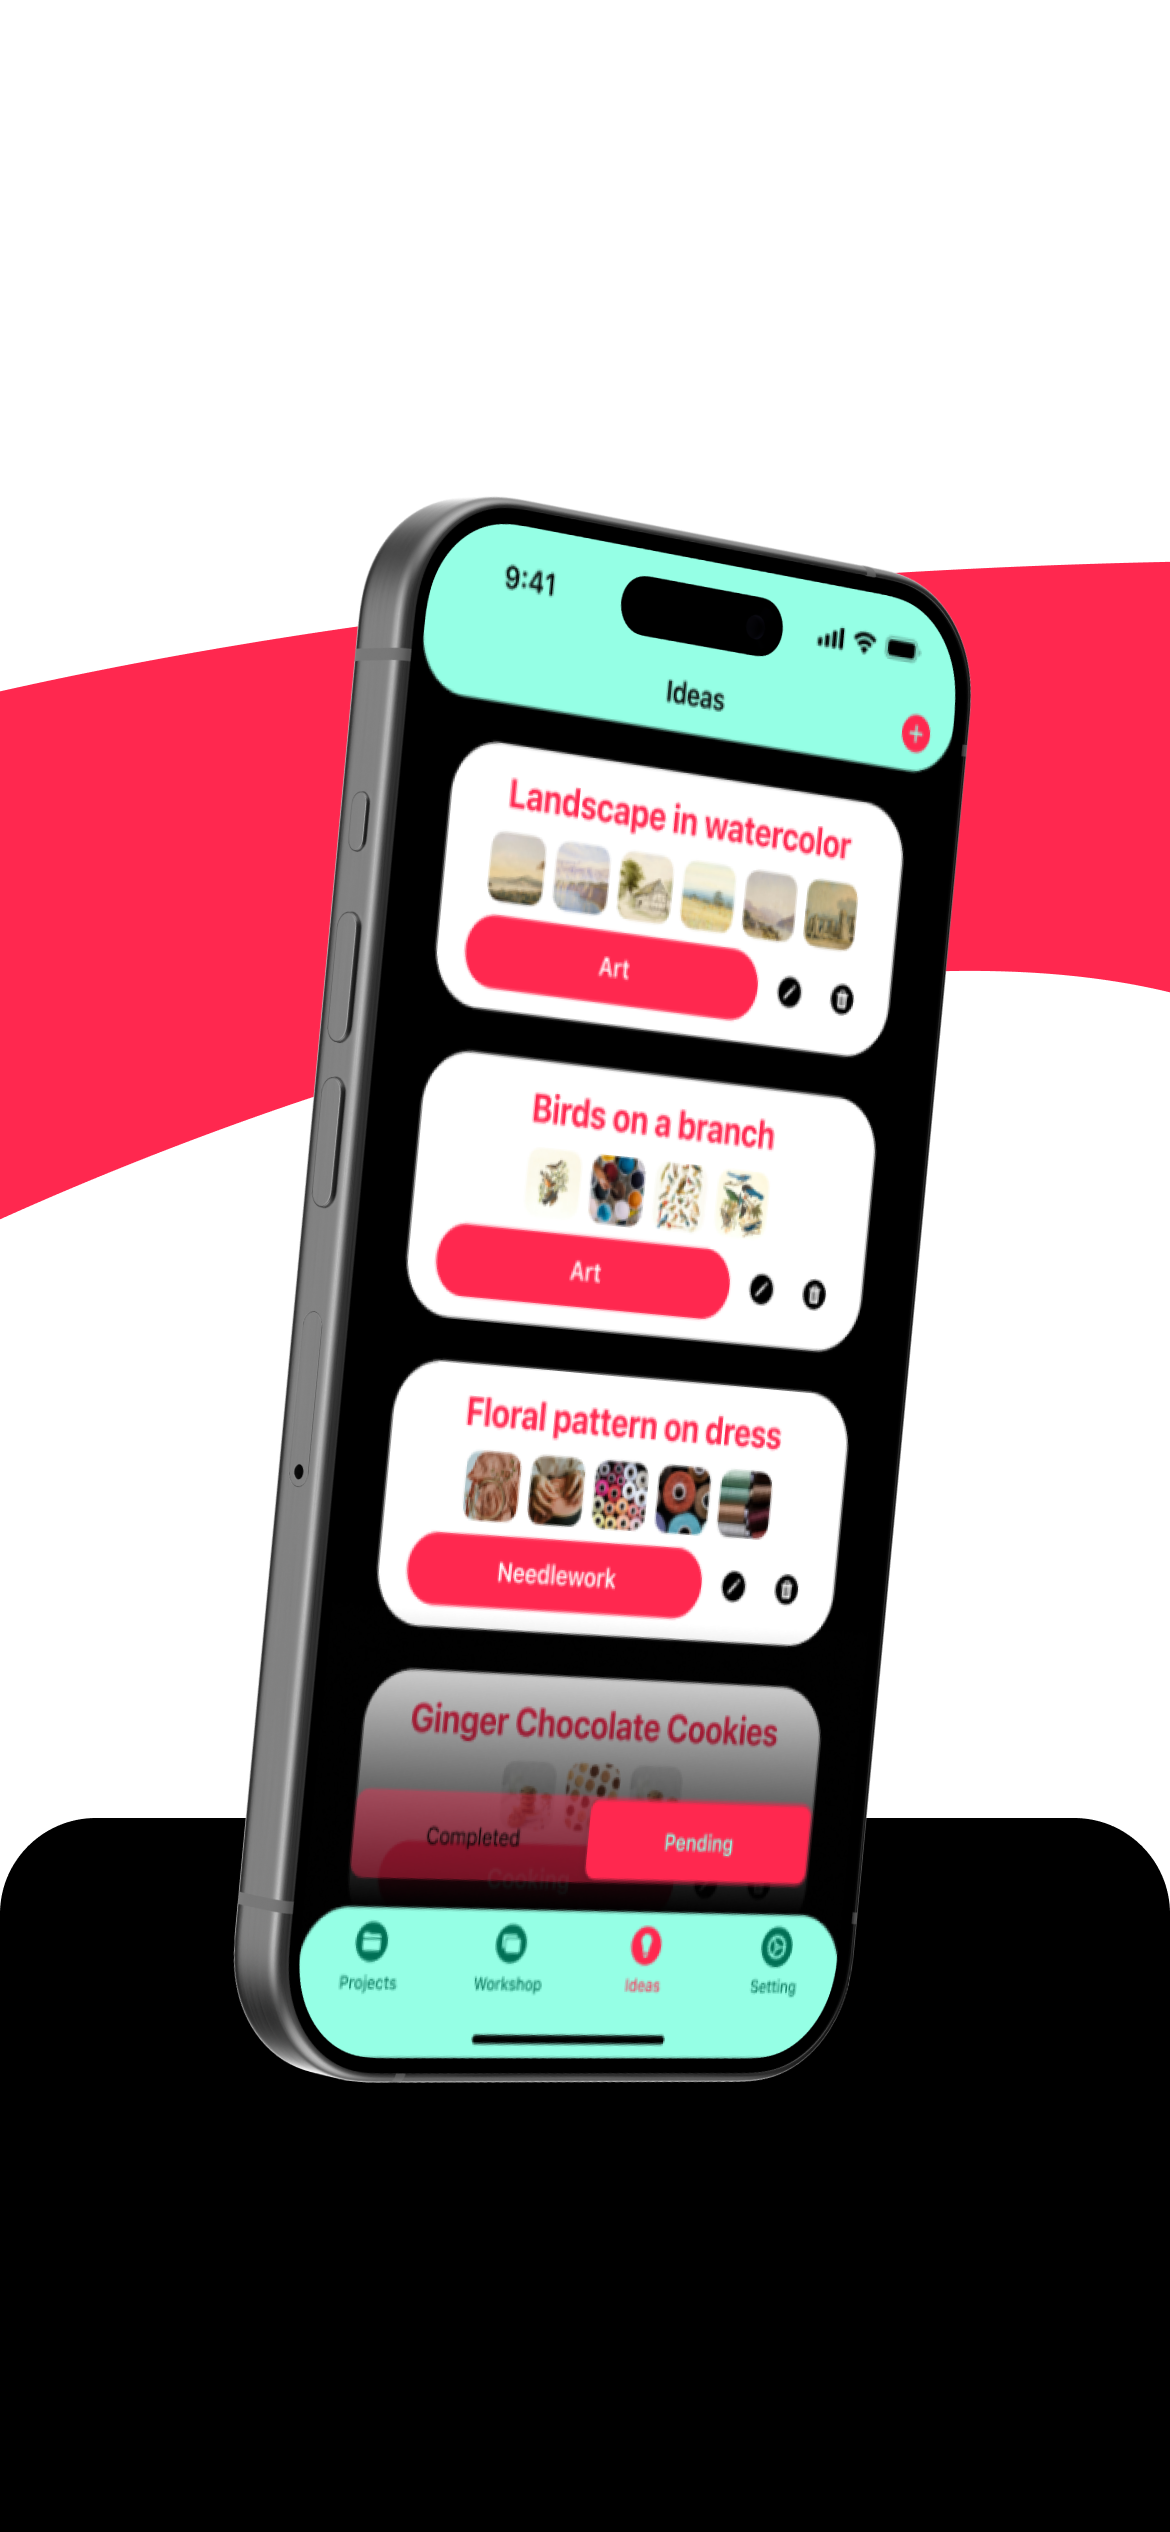 9:41
Ideas
Landscape in watercolor
Art
Birds on a branch
Art
Floral pattern on dress
Needlework
Ginger Chocolate Cookies
Completed
Pending
Cooking
Projects
Workshop
Ideas
Setting